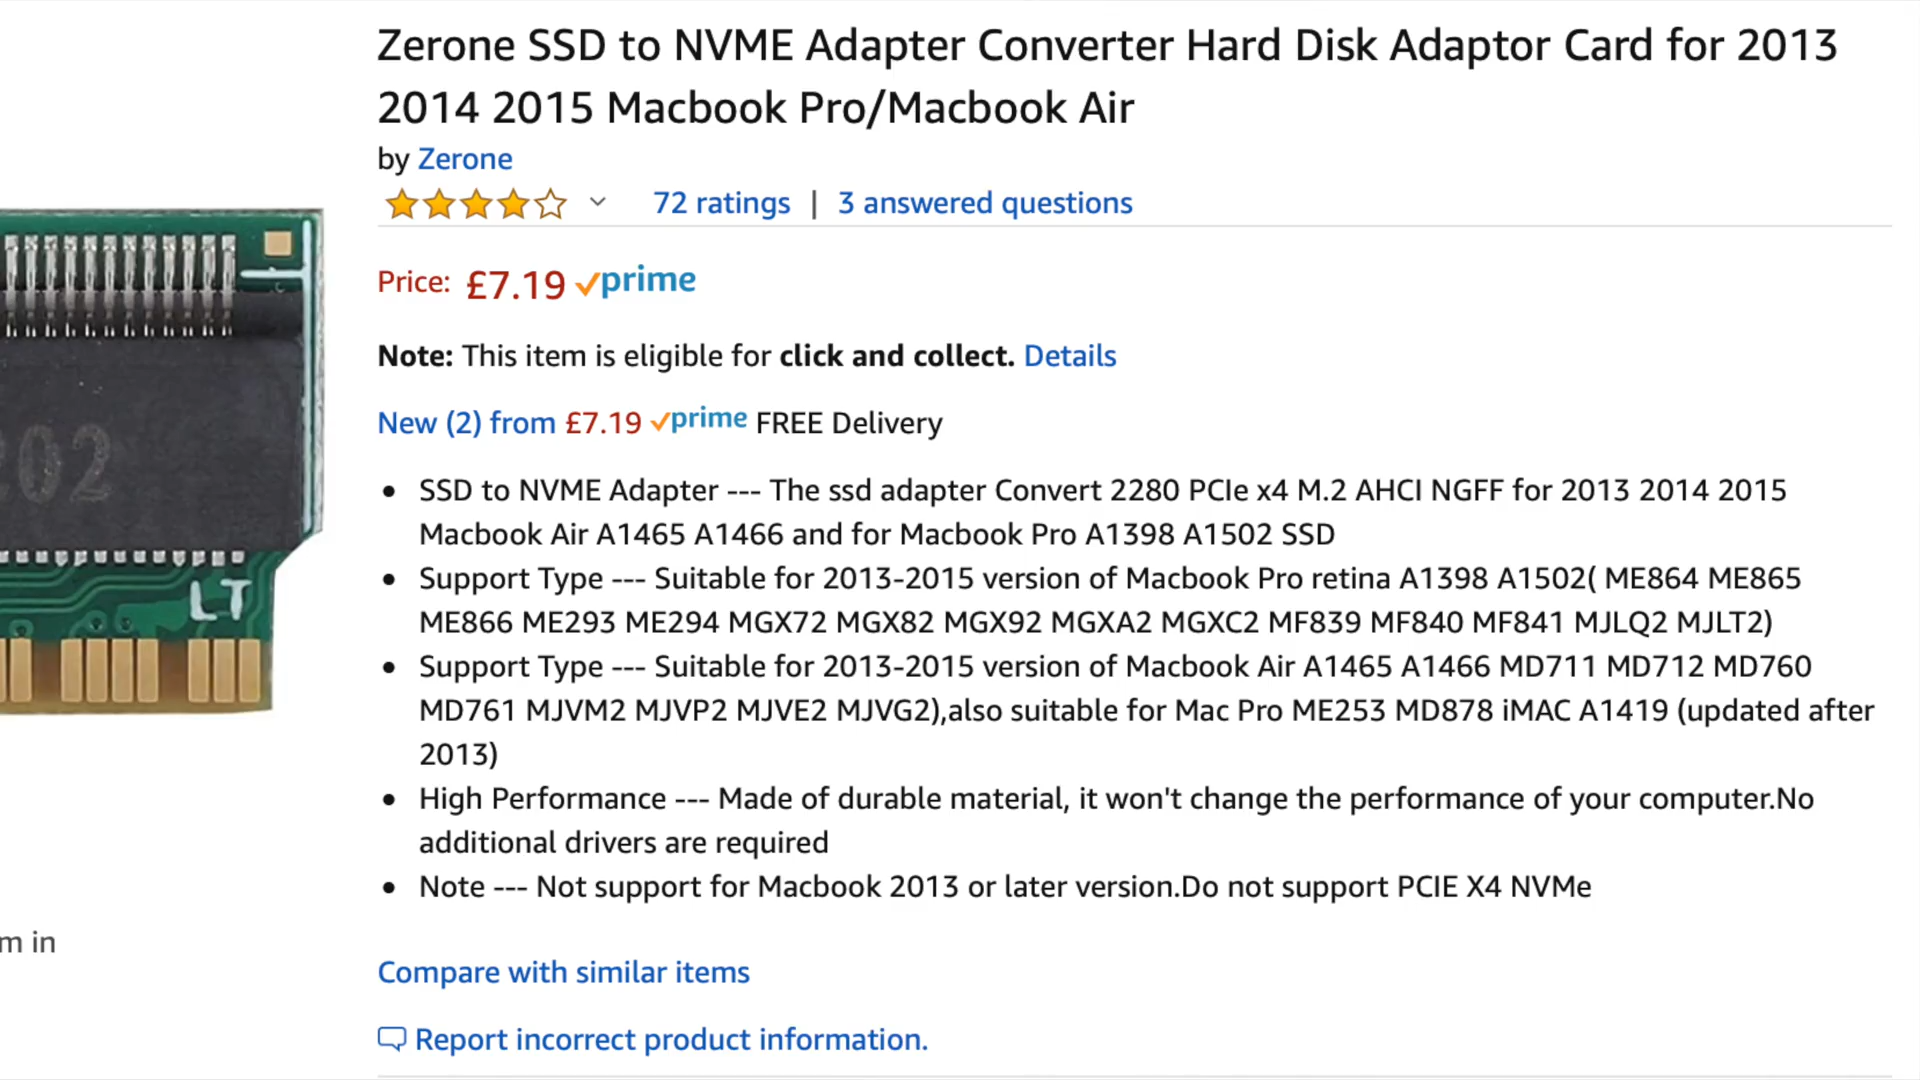 Zerone SSD to NVME Adapter Converter Hard Disk Adaptor Card for 2013
2014 2015 Macbook Pro/Macbook Air
by Zerone
72 ratings | 3 answered questions
Price: £7.19 prime
Note: This item is eligible for click and collect. Details
New (2) from £7.19 prime FREE Delivery
202
• SSD to NVME Adapter --- The ssd adapter Convert 2280 PCIe x4 M.2 AHCI NGFF for 2013 2014 2015
Macbook Air A1465 A1466 and for Macbook Pro A1398 A1502 SSD
• Support Type --- Suitable for 2013-2015 version of Macbook Pro retina A1398 A1502( ME864 ME865
LT
ME866 ME293 ME294 MGX72 MGX82 MGX92 MGXA2 MGXC2 MF839 MF840 MF841 MJLQ2 MJLT2)
• Support Type --- Suitable for 2013-2015 version of Macbook Air A1465 A1466 MD711 MD712 MD760
MD761 MJVM2 MJVP2 MJVE2 MJVG2),also suitable for Mac Pro ME253 MD878 iMAC A1419 (updated after
2013)
• High Performance --- Made of durable material, it won't change the performance of your computer.No
additional drivers are required
• Note --- Not support for Macbook 2013 or later version.Do not support PCIE X4 NVMe
m in
Compare with similar items
Report incorrect product information.